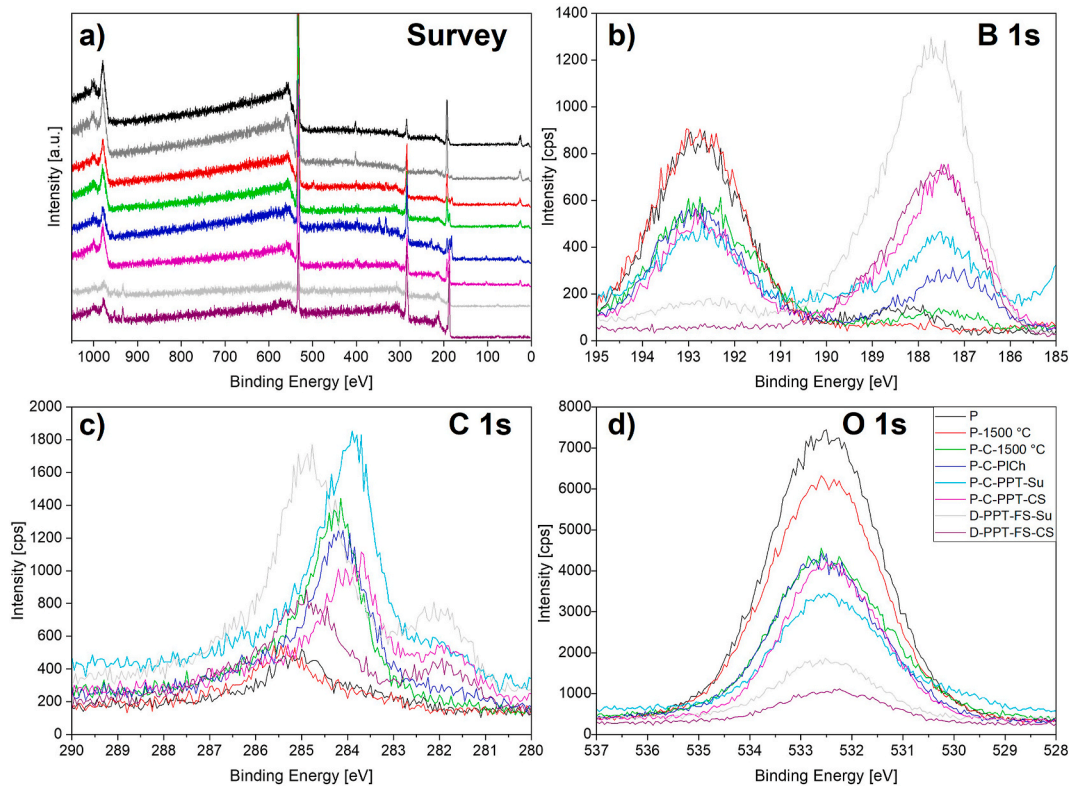 a)
Survey
Intensity [a.u.]
1000 900 800 700 600 500 400 300 200 100 0
Binding Energy [eV]
b)
B 1s
Intensity [cps]
1400
1200
1000
800
600
400
200
0
195 194 193 192 191 190 189 188 187 186 185
Binding Energy [eV]
c)
C 1s
Intensity [cps]
2000
1800
1600
1400
1200
1000
800
600
400
200
0
290 289 288 287 286 285 284 283 282 281 280
Binding Energy [eV]
d)
O 1s
Intensity [cps]
8000
7000
6000
5000
4000
3000
2000
1000
0
537 536 535 534 533 532 531 530 529 528
Binding Energy [eV]
P
P-1500 °C
P-C-1500 °C
P-C-PlCh
P-C-PPT-Su
P-C-PPT-CS
D-PPT-FS-Su
D-PPT-FS-CS